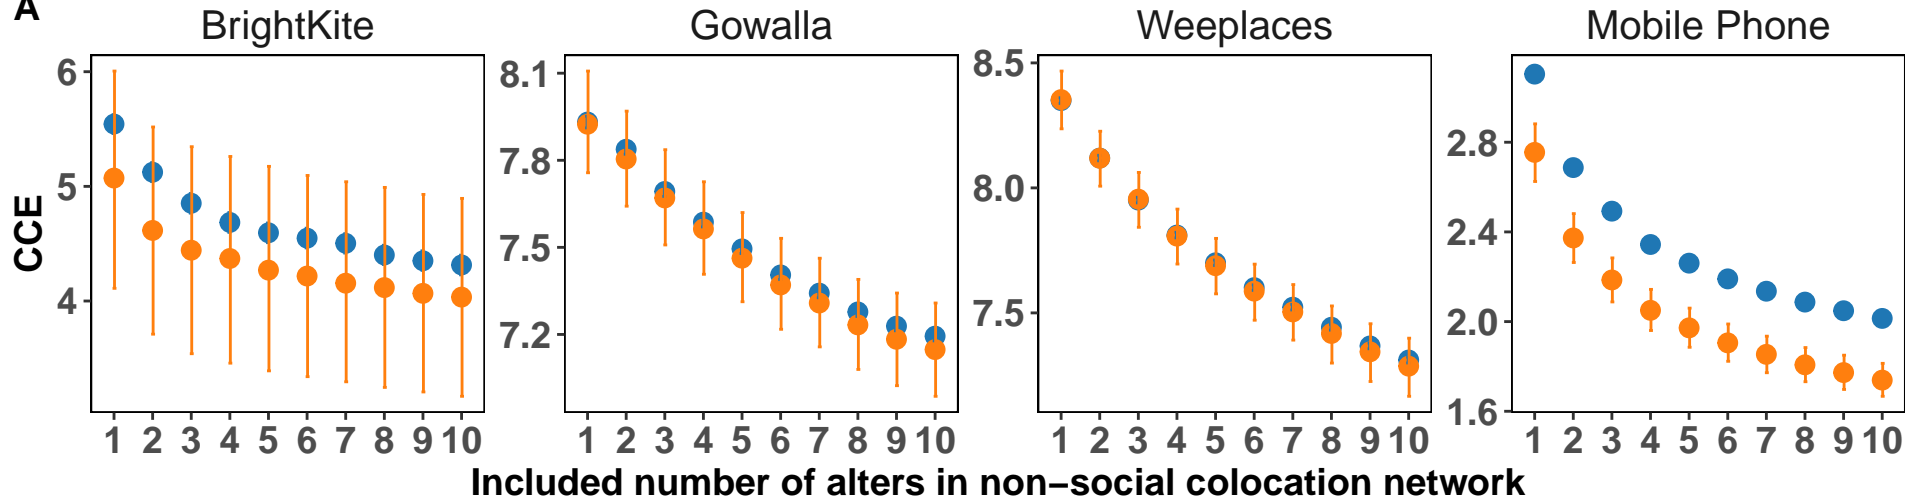 A
BrightKite Gowalla Weeplaces Mobile Phone
CCE
6
5
4
1 2 3 4 5 6 7 8 9 10
8.1
7.8
7.5
7.2
1 2 3 4 5 6 7 8 9 10
8.5
8.0
7.5
1 2 3 4 5 6 7 8 9 10
2.8
2.4
2.0
1.6
1 2 3 4 5 6 7 8 9 10
Included number of alters in non−social colocation network